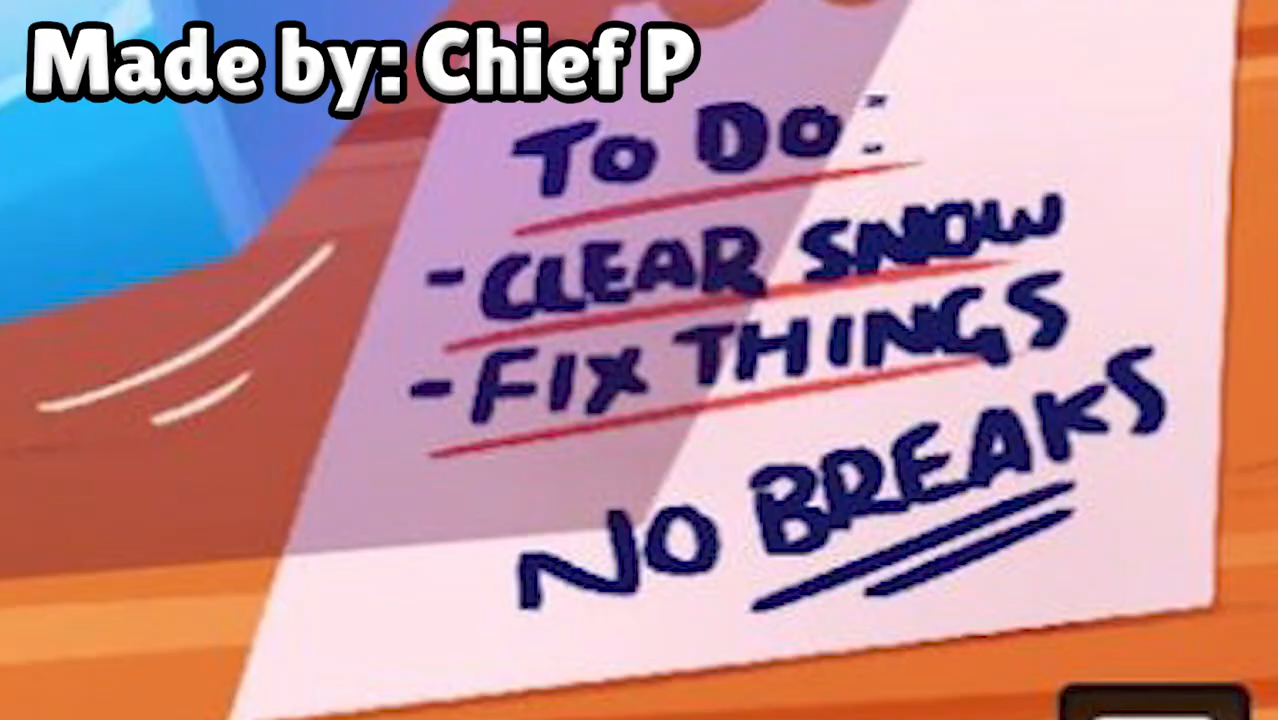 Made by: Chief P
To Do:
-CLEAR SNOW
-FIX THINGS
NO BREAKS